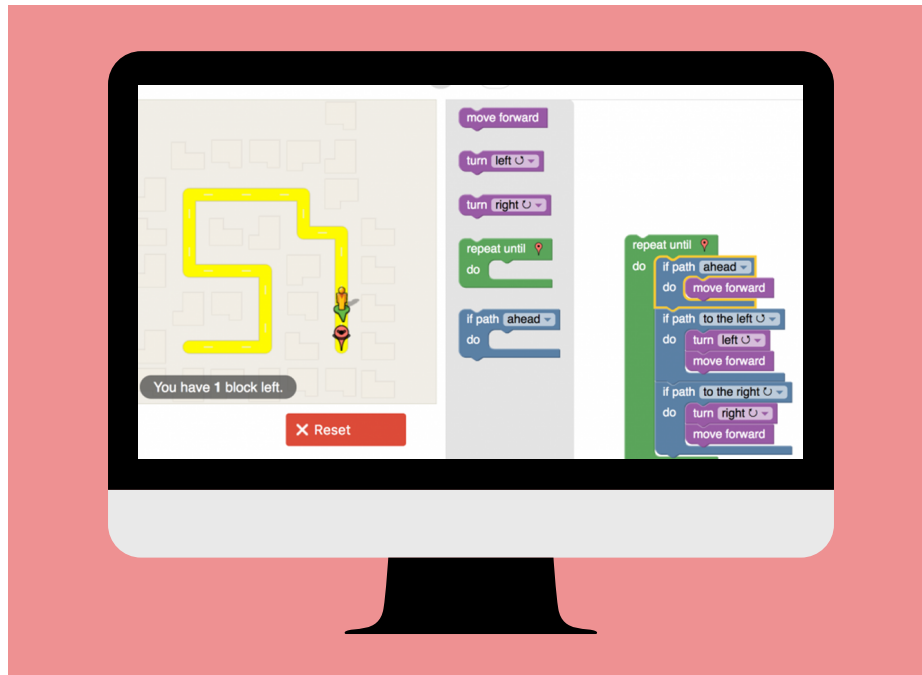 You have 1 block left.
Reset
move forward
turn left
turn right
repeat until
do
if path ahead
do
repeat until
do
if path ahead
do
move forward
if path to the left
do
turn left
move forward
if path to the right
do
turn right
move forward